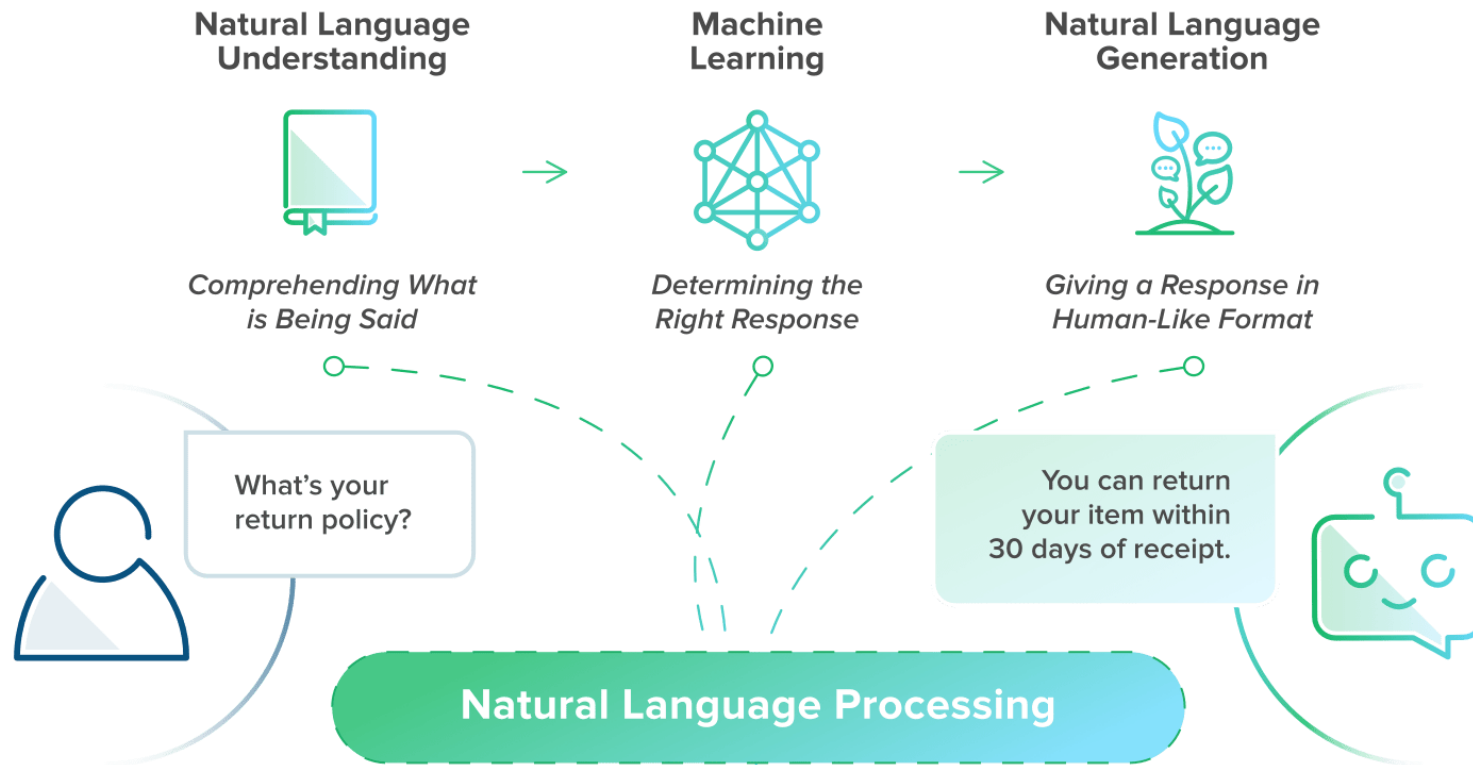 Natural Language
Understanding
Machine
Learning
Natural Language
Generation
Comprehending What
is Being Said
Determining the
Right Response
Giving a Response in
Human-Like Format
What’s your
return policy?
You can return
your item within
30 days of receipt.
Natural Language Processing